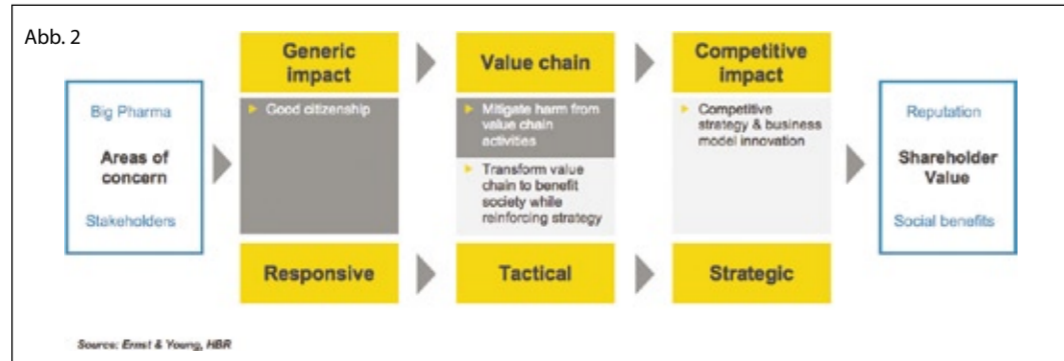 Abb. 2
Big Pharma
Areas of
concern
Stakeholders
Generic
impact
Good citizenship
Responsive
Value chain
Mitigate harm from
value chain
activities
Transform value
chain to benefit
society while
reinforcing strategy
Tactical
Competitive
impact
Competitive
strategy & business
model innovation
Strategic
Reputation
Shareholder
Value
Social benefits
Source: Ernst & Young, HBR